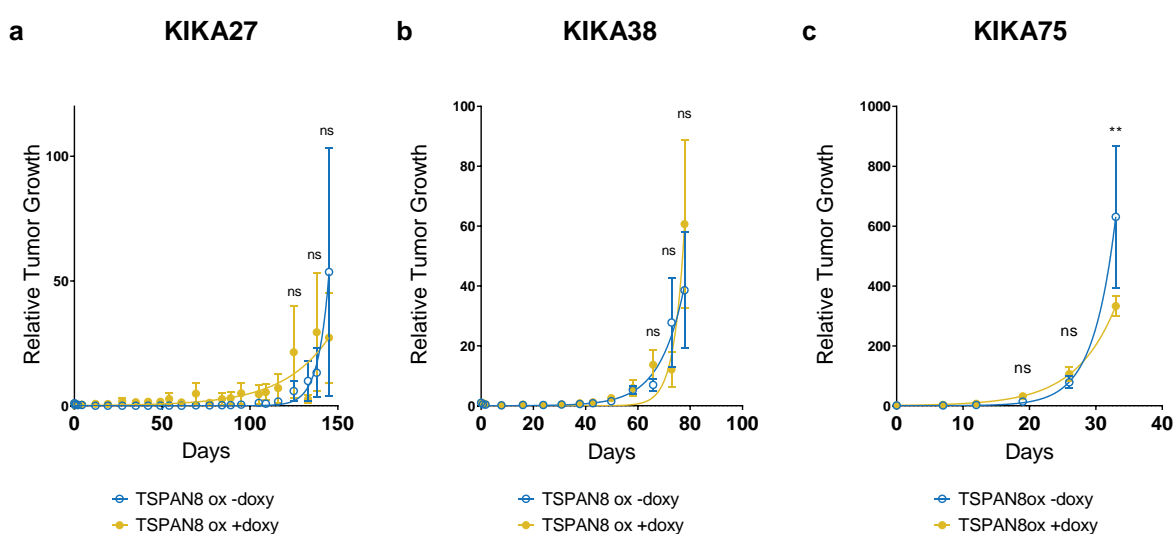 a KIKA27
Relative Tumor Growth
100
50
0
ns
ns
ns
0 50 100 150
Days
TSPAN8 ox -doxy
TSPAN8 ox +doxy
b KIKA38
Relative Tumor Growth
100
80
60
40
20
0
ns
ns
ns
0 20 40 60 80 100
Days
TSPAN8 ox -doxy
TSPAN8 ox +doxy
c KIKA75
Relative Tumor Growth
1000
800
600
400
200
0
**
ns
ns
0 10 20 30 40
Days
TSPAN8ox -doxy
TSPAN8ox +doxy